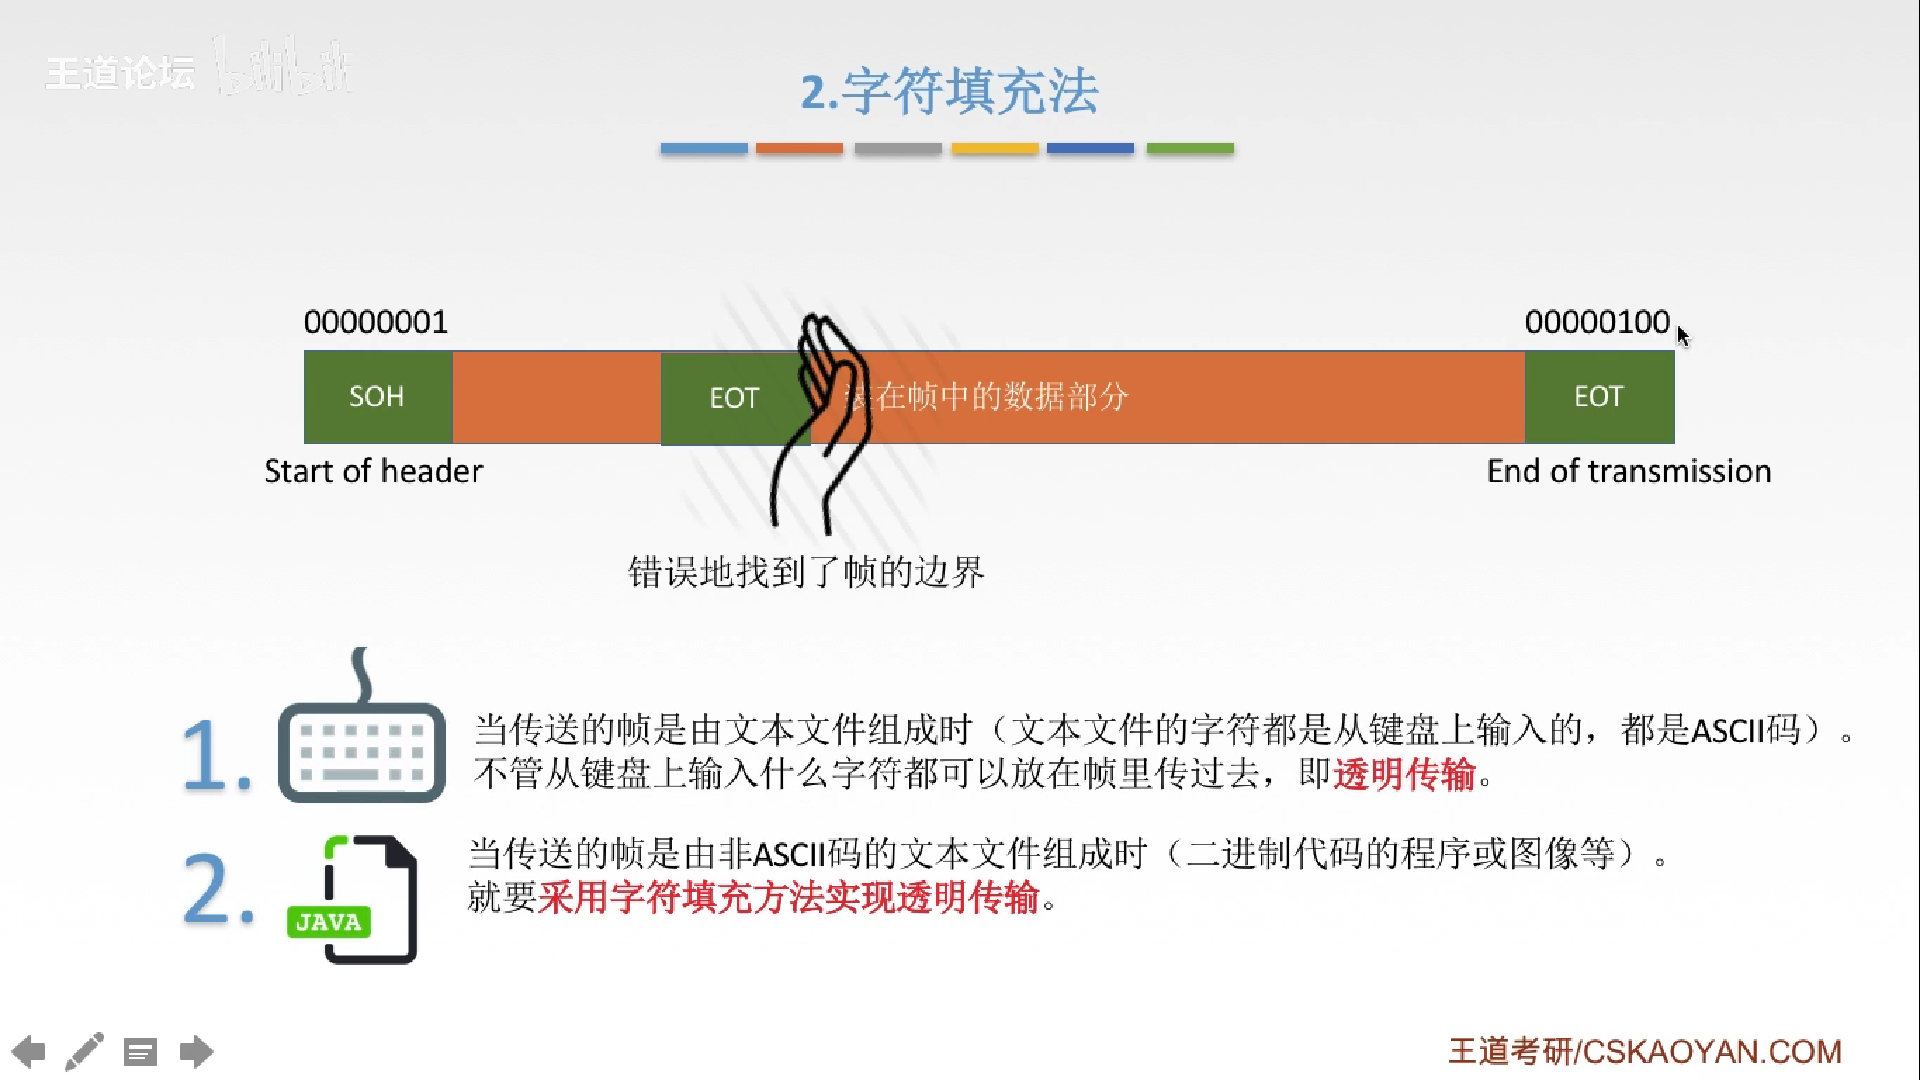 王道论坛 bilibili
2.字符填充法
00000001
00000100
SOH
EOT
装在帧中的数据部分
EOT
Start of header
End of transmission
错误地找到了帧的边界
1.
当传送的帧是由文本文件组成时（文本文件的字符都是从键盘上输入的，都是ASCII码）。
不管从键盘上输入什么字符都可以放在帧里传过去，即透明传输。
2.
JAVA
当传送的帧是由非ASCII码的文本文件组成时（二进制代码的程序或图像等）。
就要采用字符填充方法实现透明传输。
王道考研/CSKAOYAN.COM